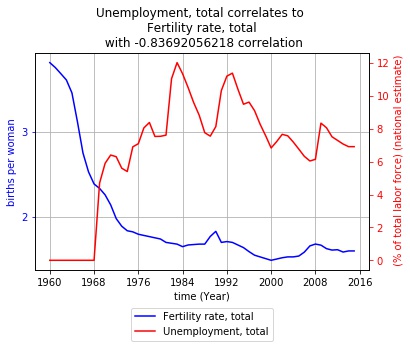 Unemployment, total correlates to
Fertility rate, total
with -0.83692056218 correlation
births per woman
3
2
(% of total labor force) (national estimate)
12
10
8
6
4
2
0
1960 1968 1976 1984 1992 2000 2008 2016
time (Year)
Fertility rate, total
Unemployment, total